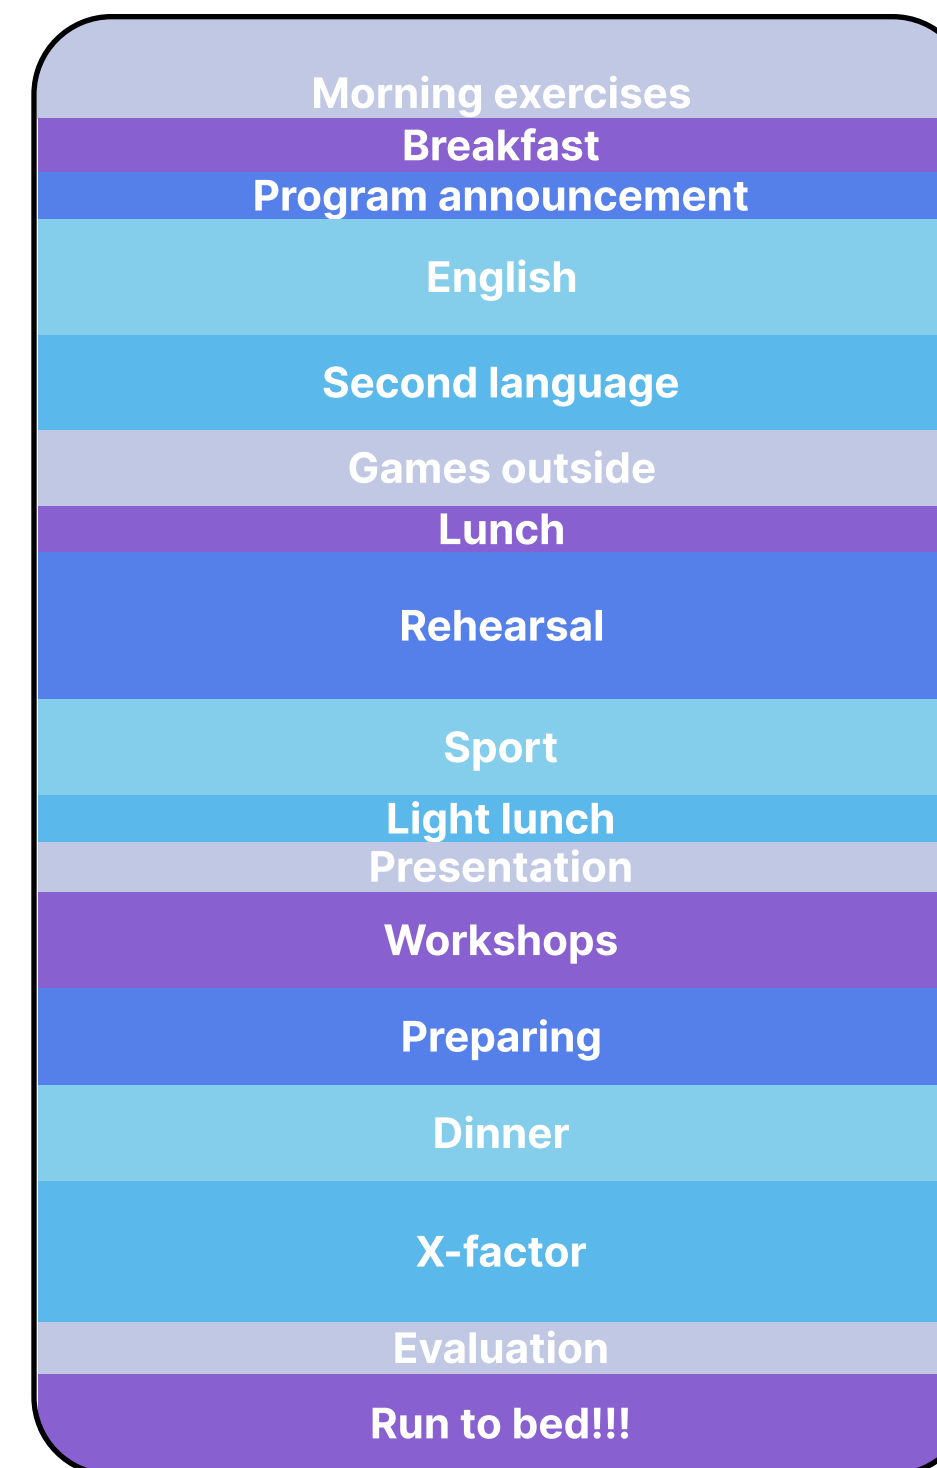 Morning exercises
Breakfast
Program announcement
English
Second language
Games outside
Lunch
Rehearsal
Sport
Light lunch
Presentation
Workshops
Preparing
Dinner
X-factor
Evaluation
Run to bed!!!